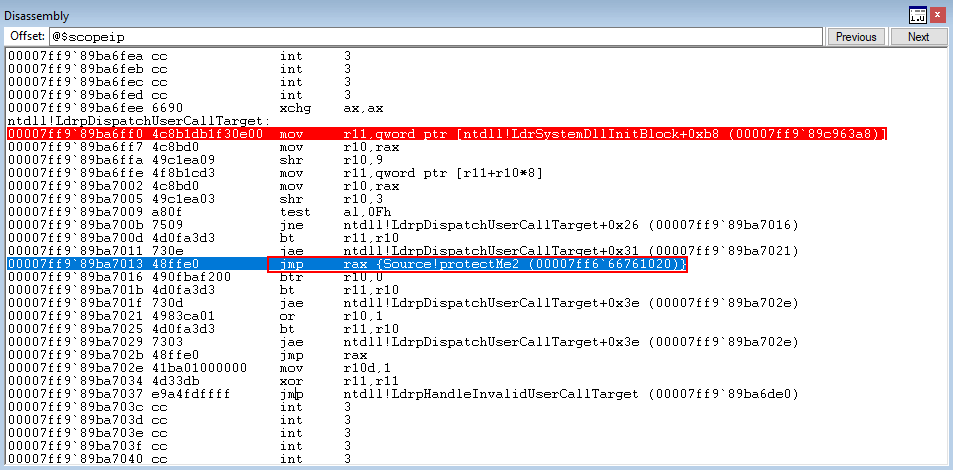 Disassembly
Offset: @$scopeip Previous Next
00007ff9`89ba6fea cc int 3
00007ff9`89ba6feb cc int 3
00007ff9`89ba6fec cc int 3
00007ff9`89ba6fed cc int 3
00007ff9`89ba6fee 6690 xchg ax,ax
ntdll!LdrpDispatchUserCallTarget:
00007ff9`89ba6ff0 4c8b1db1f30e00 mov r11,qword ptr [ntdll!LdrSystemDllInitBlock+0xb8 (00007ff9`89c963a8)]
00007ff9`89ba6ff7 4c8bd0 mov r10,rax
00007ff9`89ba6ffa 49c1ea09 shr r10,9
00007ff9`89ba6ffe 4f8b1cd3 mov r11,qword ptr [r11+r10*8]
00007ff9`89ba7002 4c8bd0 mov r10,rax
00007ff9`89ba7005 49c1ea03 shr r10,3
00007ff9`89ba7009 a80f test al,0Fh
00007ff9`89ba700b 7509 jne ntdll!LdrpDispatchUserCallTarget+0x26 (00007ff9`89ba7016)
00007ff9`89ba700d 4d0fa3d3 bt r11,r10
00007ff9`89ba7011 730e jae ntdll!LdrpDispatchUserCallTarget+0x31 (00007ff9`89ba7021)
00007ff9`89ba7013 48ffe0 jmp rax {Source!protectMe2 (00007ff6`66761020)}
00007ff9`89ba7016 490fbaf200 btr r10,0
00007ff9`89ba701b 4d0fa3d3 bt r11,r10
00007ff9`89ba701f 730d jae ntdll!LdrpDispatchUserCallTarget+0x3e (00007ff9`89ba702e)
00007ff9`89ba7021 4983ca01 or r10,1
00007ff9`89ba7025 4d0fa3d3 bt r11,r10
00007ff9`89ba7029 7303 jae ntdll!LdrpDispatchUserCallTarget+0x3e (00007ff9`89ba702e)
00007ff9`89ba702b 48ffe0 jmp rax
00007ff9`89ba702e 41ba01000000 mov r10d,1
00007ff9`89ba7034 4d33db xor r11,r11
00007ff9`89ba7037 e9a4fdffff jmp ntdll!LdrpHandleInvalidUserCallTarget (00007ff9`89ba6de0)
00007ff9`89ba703c cc int 3
00007ff9`89ba703d cc int 3
00007ff9`89ba703e cc int 3
00007ff9`89ba703f cc int 3
00007ff9`89ba7040 cc int 3